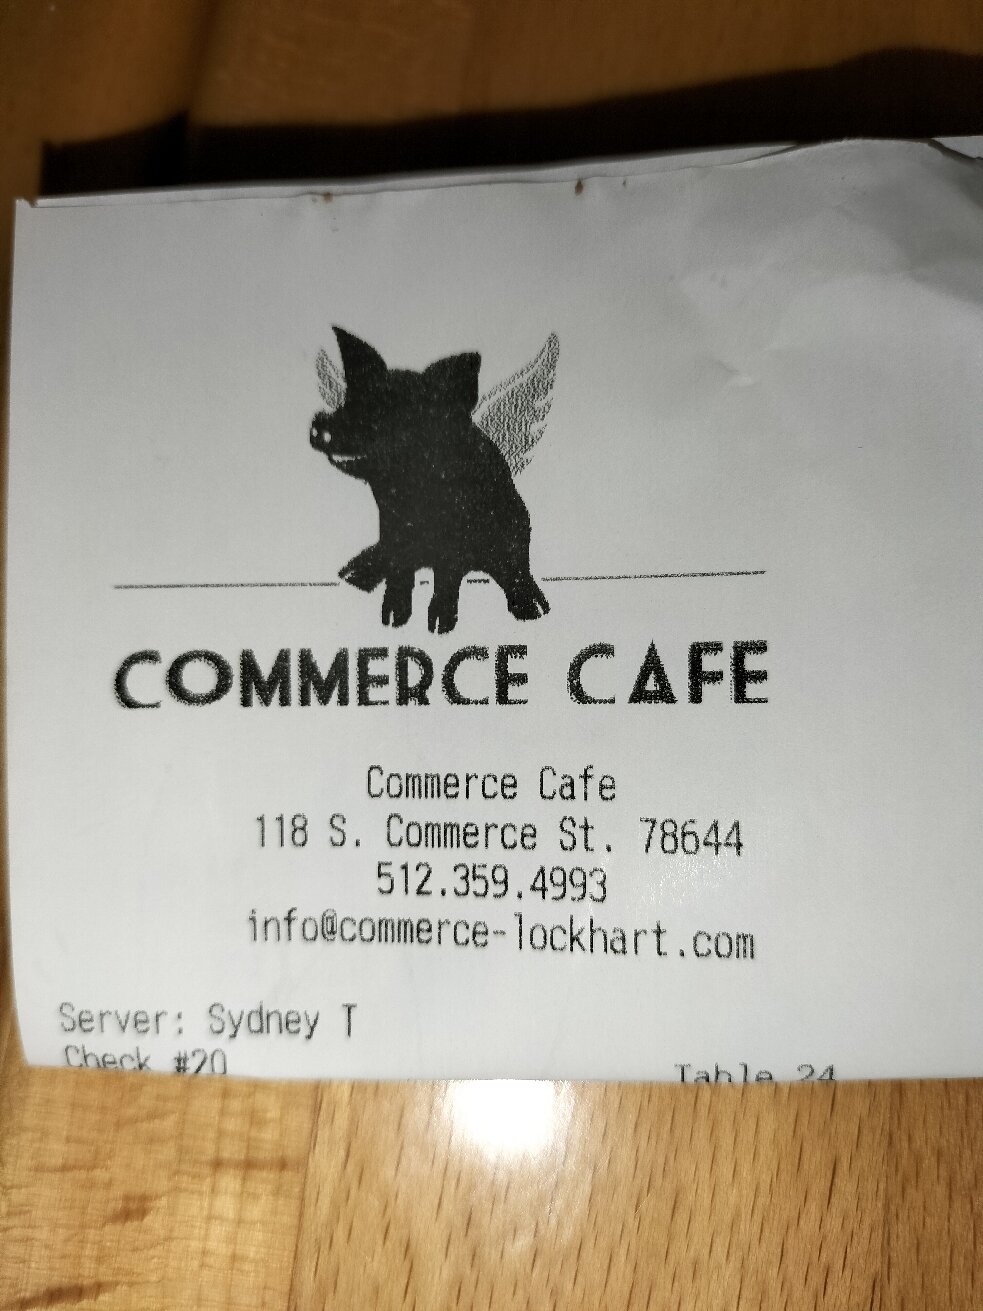 COMMERCE CAFE
Commerce Cafe
118 S. Commerce St. 78644
512.359.4993
info@commerce-lockhart.com
Server: Sydney T
Check #20
Table 24